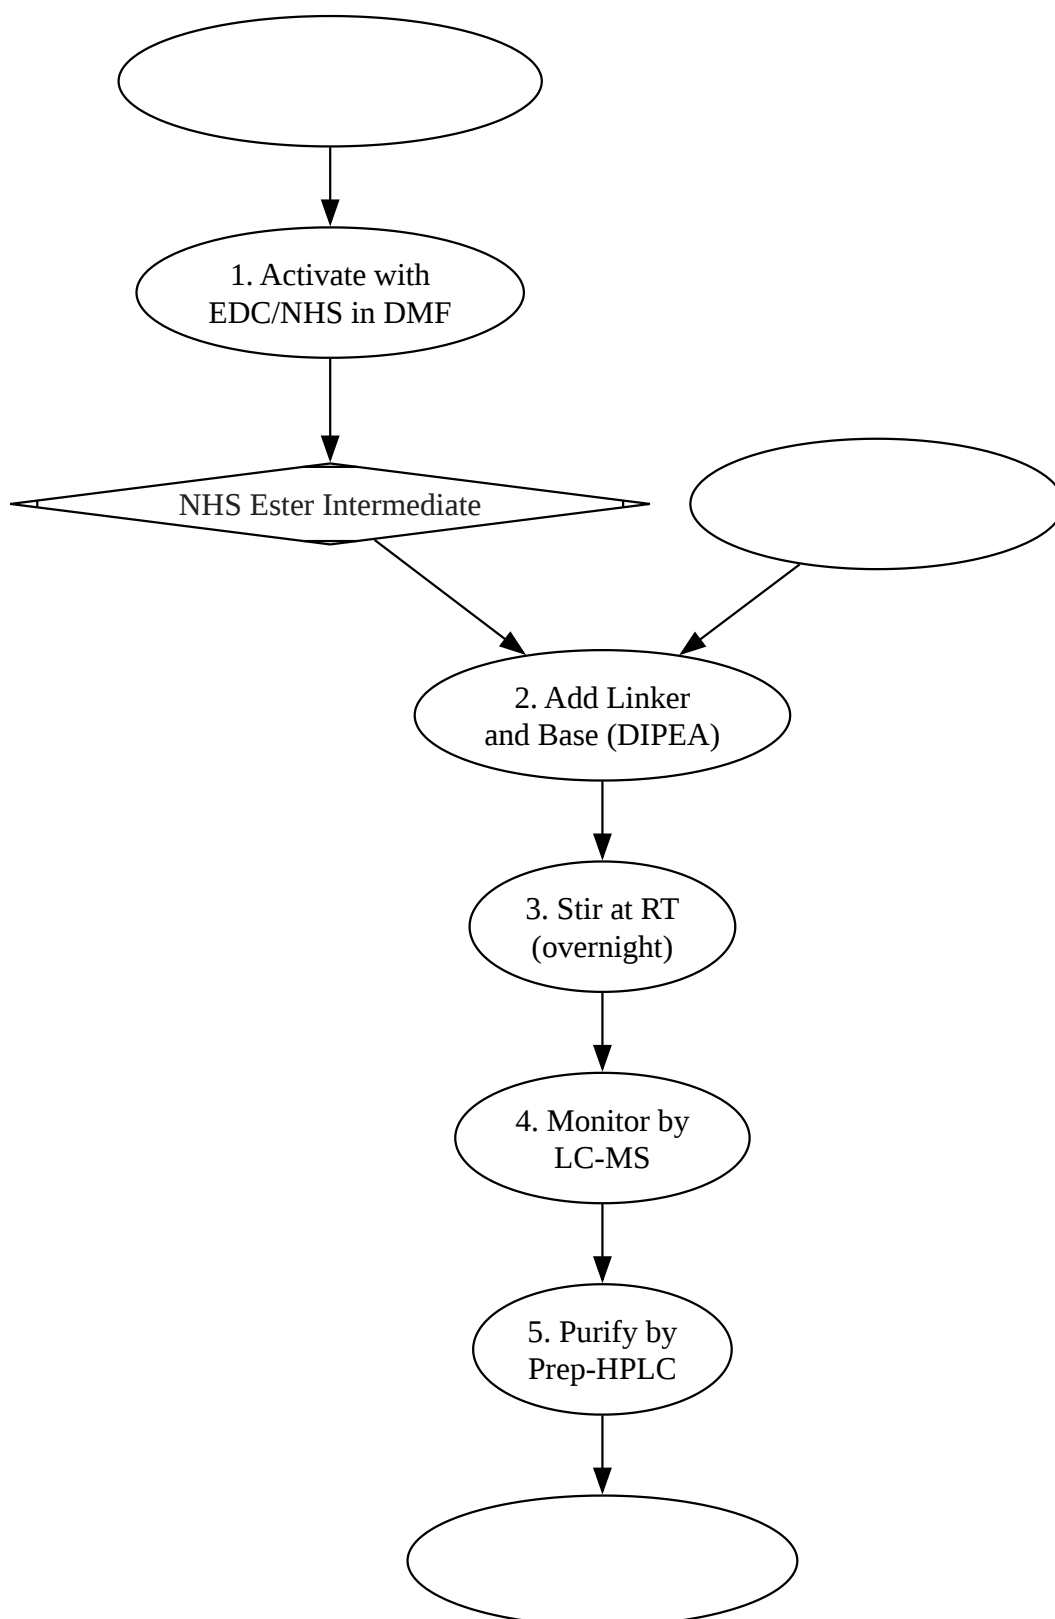 1. Activate with
EDC/NHS in DMF
NHS Ester Intermediate
2. Add Linker
and Base (DIPEA)
3. Stir at RT
(overnight)
4. Monitor by
LC-MS
5. Purify by
Prep-HPLC